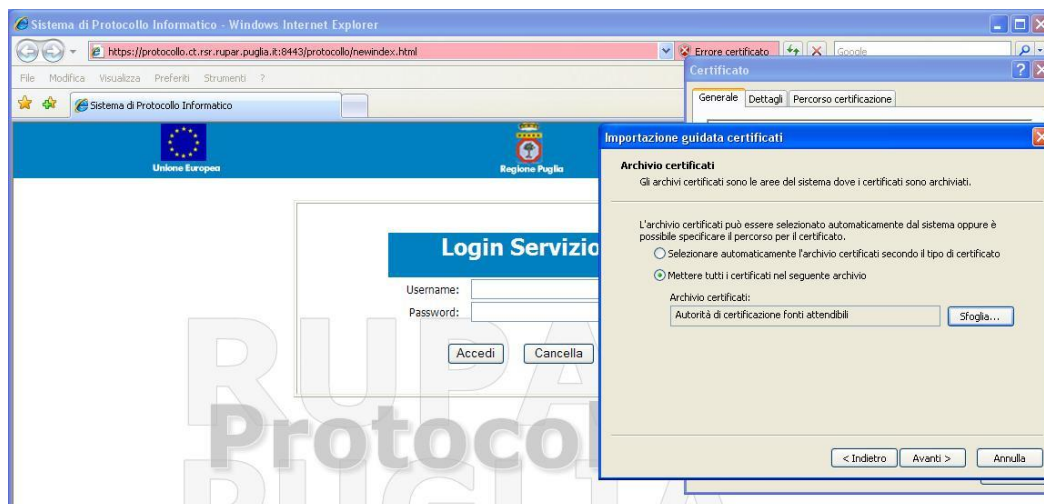 Sistema di Protocollo Informatico - Windows Internet Explorer
https://protocollo.ct.rsr.rupar.puglia.it:8443/protocollo/newindex.html
Errore certificato
Google
File Modifica Visualizza Preferiti Strumenti ?
Sistema di Protocollo Informatico
Certificato
Generale Dettagli Percorso certificazione
Unione Europea
Regione Puglia
Login Servizio
Username:
Password:
Accedi Cancella
RUPA
Protocol
PUGLIA
Importazione guidata certificati
Archivio certificati
Gli archivi certificati sono le aree del sistema dove i certificati sono archiviati.
L'archivio certificati può essere selezionato automaticamente dal sistema oppure è
possibile specificare il percorso per il certificato.
Selezionare automaticamente l'archivio certificati secondo il tipo di certificato
Mettere tutti i certificati nel seguente archivio
Archivio certificati:
Autorità di certificazione fonti attendibili
Sfoglia...
< Indietro Avanti > Annulla